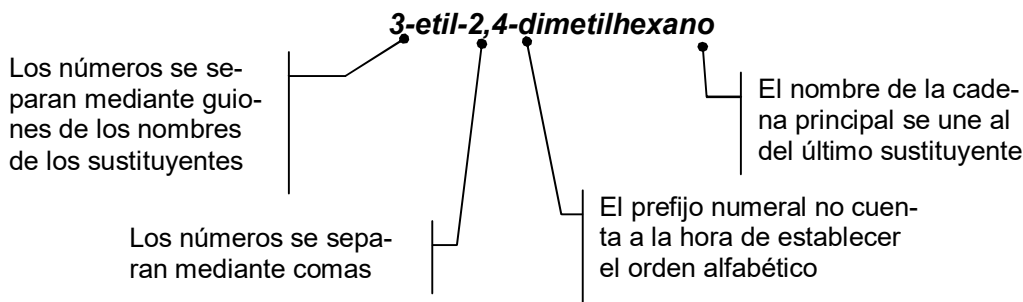 3-etil-2,4-dimetilhexano
Los números se se-
paran mediante guio-
nes de los nombres
de los sustituyentes
El nombre de la cade-
na principal se une al
del último sustituyente
Los números se sepa-
ran mediante comas
El prefijo numeral no cuen-
ta a la hora de establecer
el orden alfabético